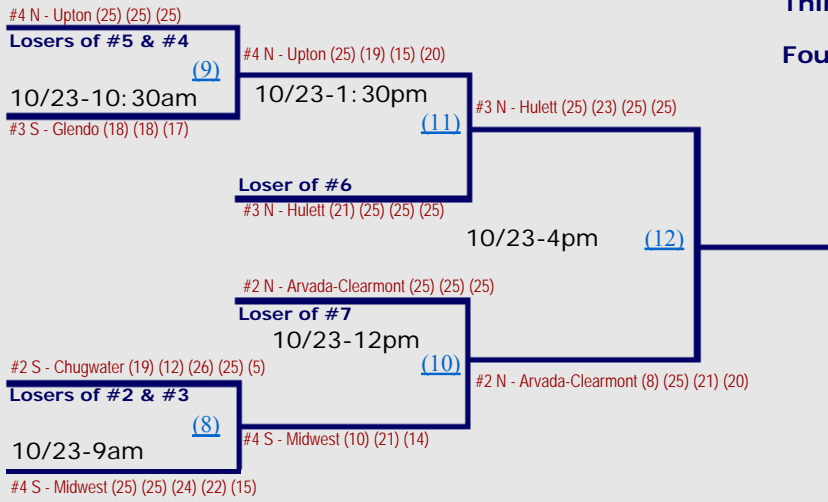 Thir
#4 N - Upton (25) (25) (25)
Losers of #5 & #4
#4 N - Upton (25) (19) (15) (20)
Fou
(9)
10/23-10:30am
10/23-1:30pm
#3 N - Hulett (25) (23) (25) (25)
#3 S - Glendo (18) (18) (17)
(11)
Loser of #6
#3 N - Hulett (21) (25) (25) (25)
10/23-4pm
(12)
#2 N - Arvada-Clearmont (25) (25) (25)
Loser of #7
10/23-12pm
#2 S - Chugwater (19) (12) (26) (25) (5)
(10)
#2 N - Arvada-Clearmont (8) (25) (21) (20)
Losers of #2 & #3
(8)
#4 S - Midwest (10) (21) (14)
10/23-9am
#4 S - Midwest (25) (25) (24) (22) (15)